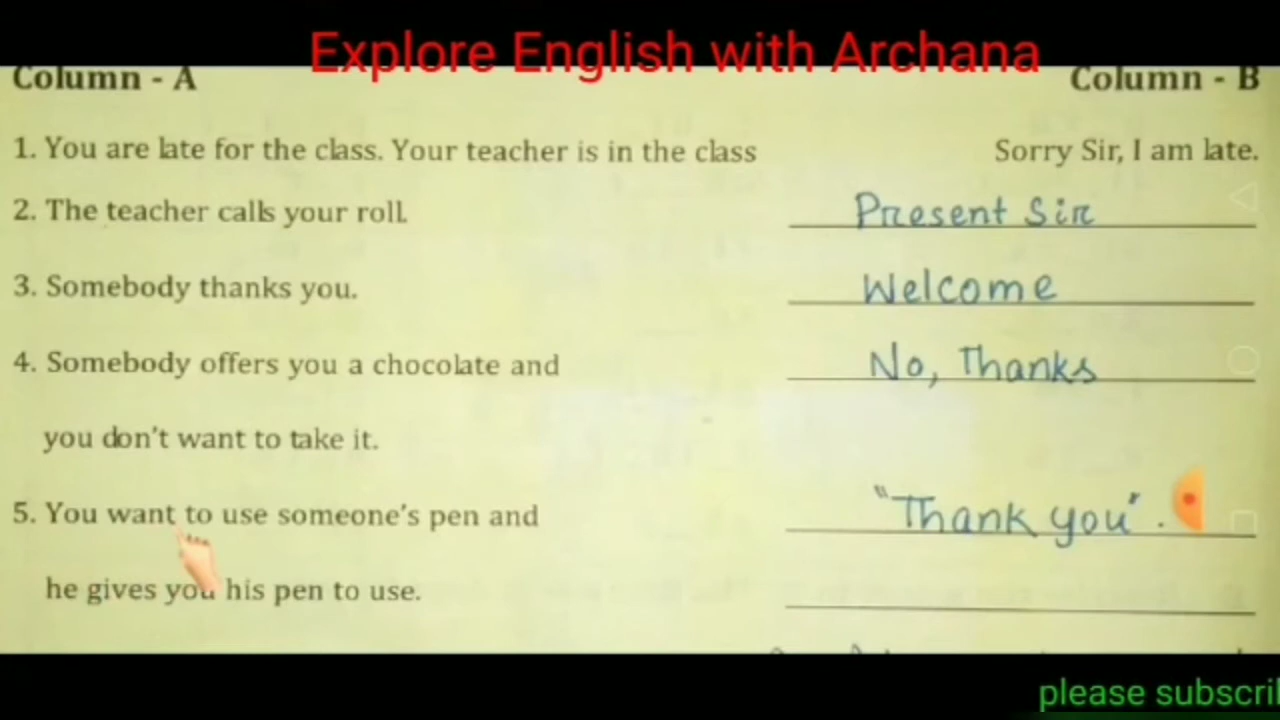 Explore English with Archana
Column - A Column - B
1. You are late for the class. Your teacher is in the class Sorry Sir, I am late.
2. The teacher calls your roll. Present Sir
3. Somebody thanks you. Welcome
4. Somebody offers you a chocolate and No, Thanks
you don't want to take it.
5. You want to use someone's pen and "Thank you".
he gives you his pen to use.
please subscri